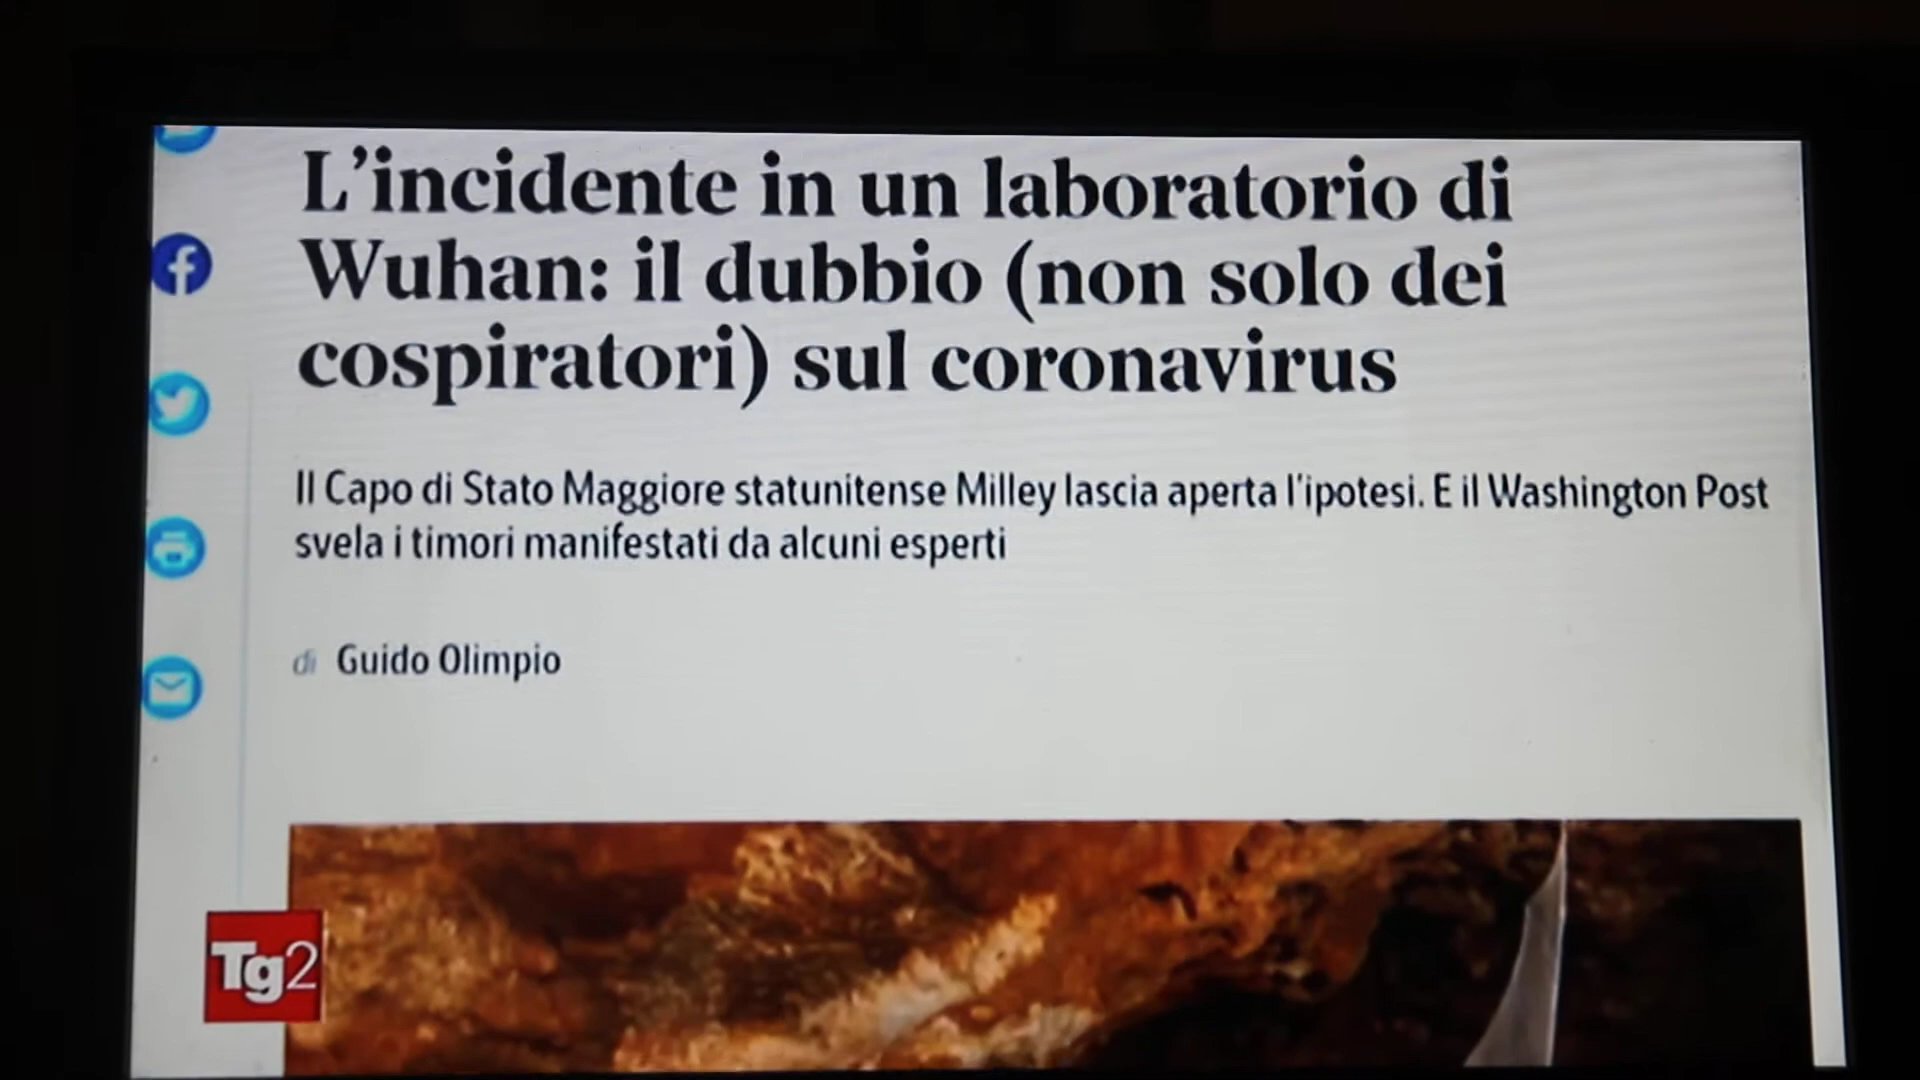 L'incidente in un laboratorio di
Wuhan: il dubbio (non solo dei
cospiratori) sul coronavirus
Il Capo di Stato Maggiore statunitense Milley lascia aperta l'ipotesi. E il Washington Post
svela i timori manifestati da alcuni esperti
di Guido Olimpio
Tg2